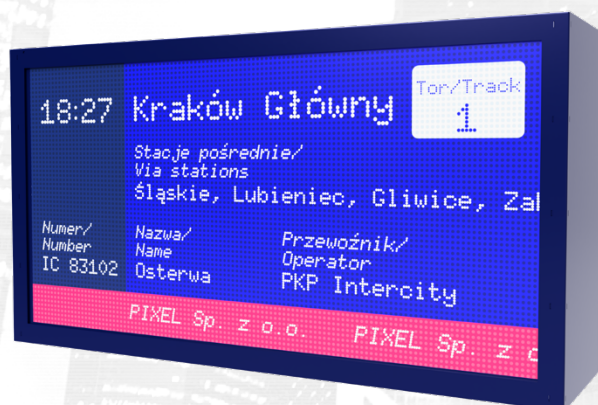 18:27
Kraków Główny
Tor/Track
1
Stacje pośrednie/
Via stations
Śląskie, Lubieniec, Gliwice, Zab
Numer/
Number
IC 83102
Nazwa/
Name
Osterwa
Przewoźnik/
Operator
PKP Intercity
PIXEL Sp. z o.o. PIXEL Sp. z o